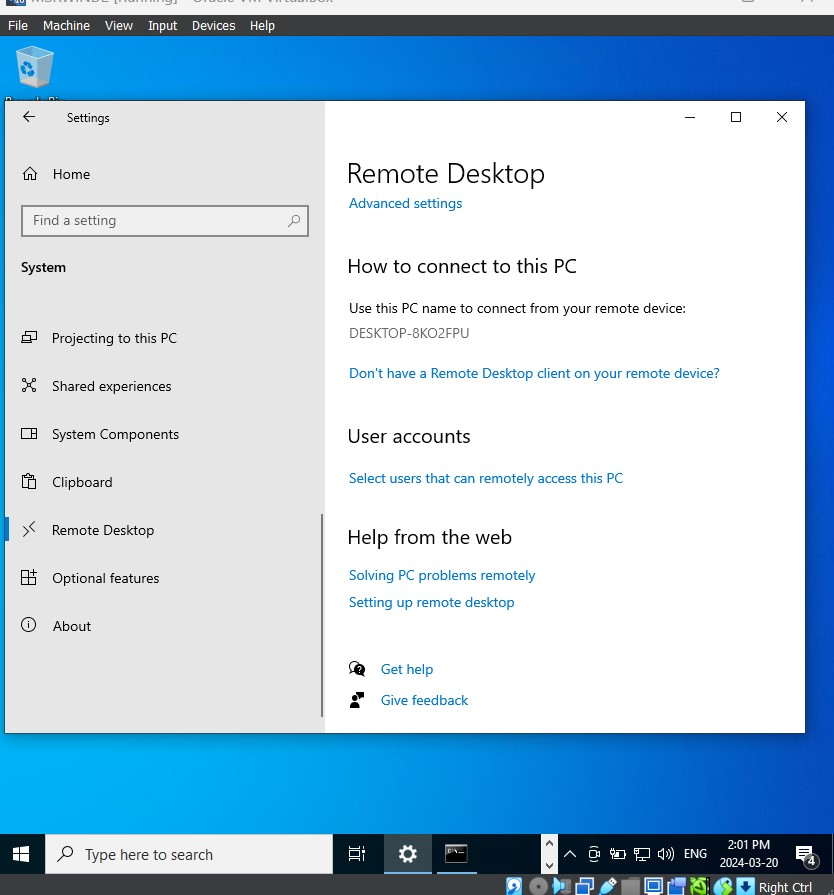 [Running] - Oracle VM VirtualBox
File Machine View Input Devices Help
Settings
Home
Find a setting
System
Projecting to this PC
Shared experiences
System Components
Clipboard
Remote Desktop
Optional features
About
Remote Desktop
Advanced settings
How to connect to this PC
Use this PC name to connect from your remote device:
DESKTOP-8KO2FPU
Don't have a Remote Desktop client on your remote device?
User accounts
Select users that can remotely access this PC
Help from the web
Solving PC problems remotely
Setting up remote desktop
Get help
Give feedback
Type here to search
ENG
2:01 PM
2024-03-20
4
Right Ctrl